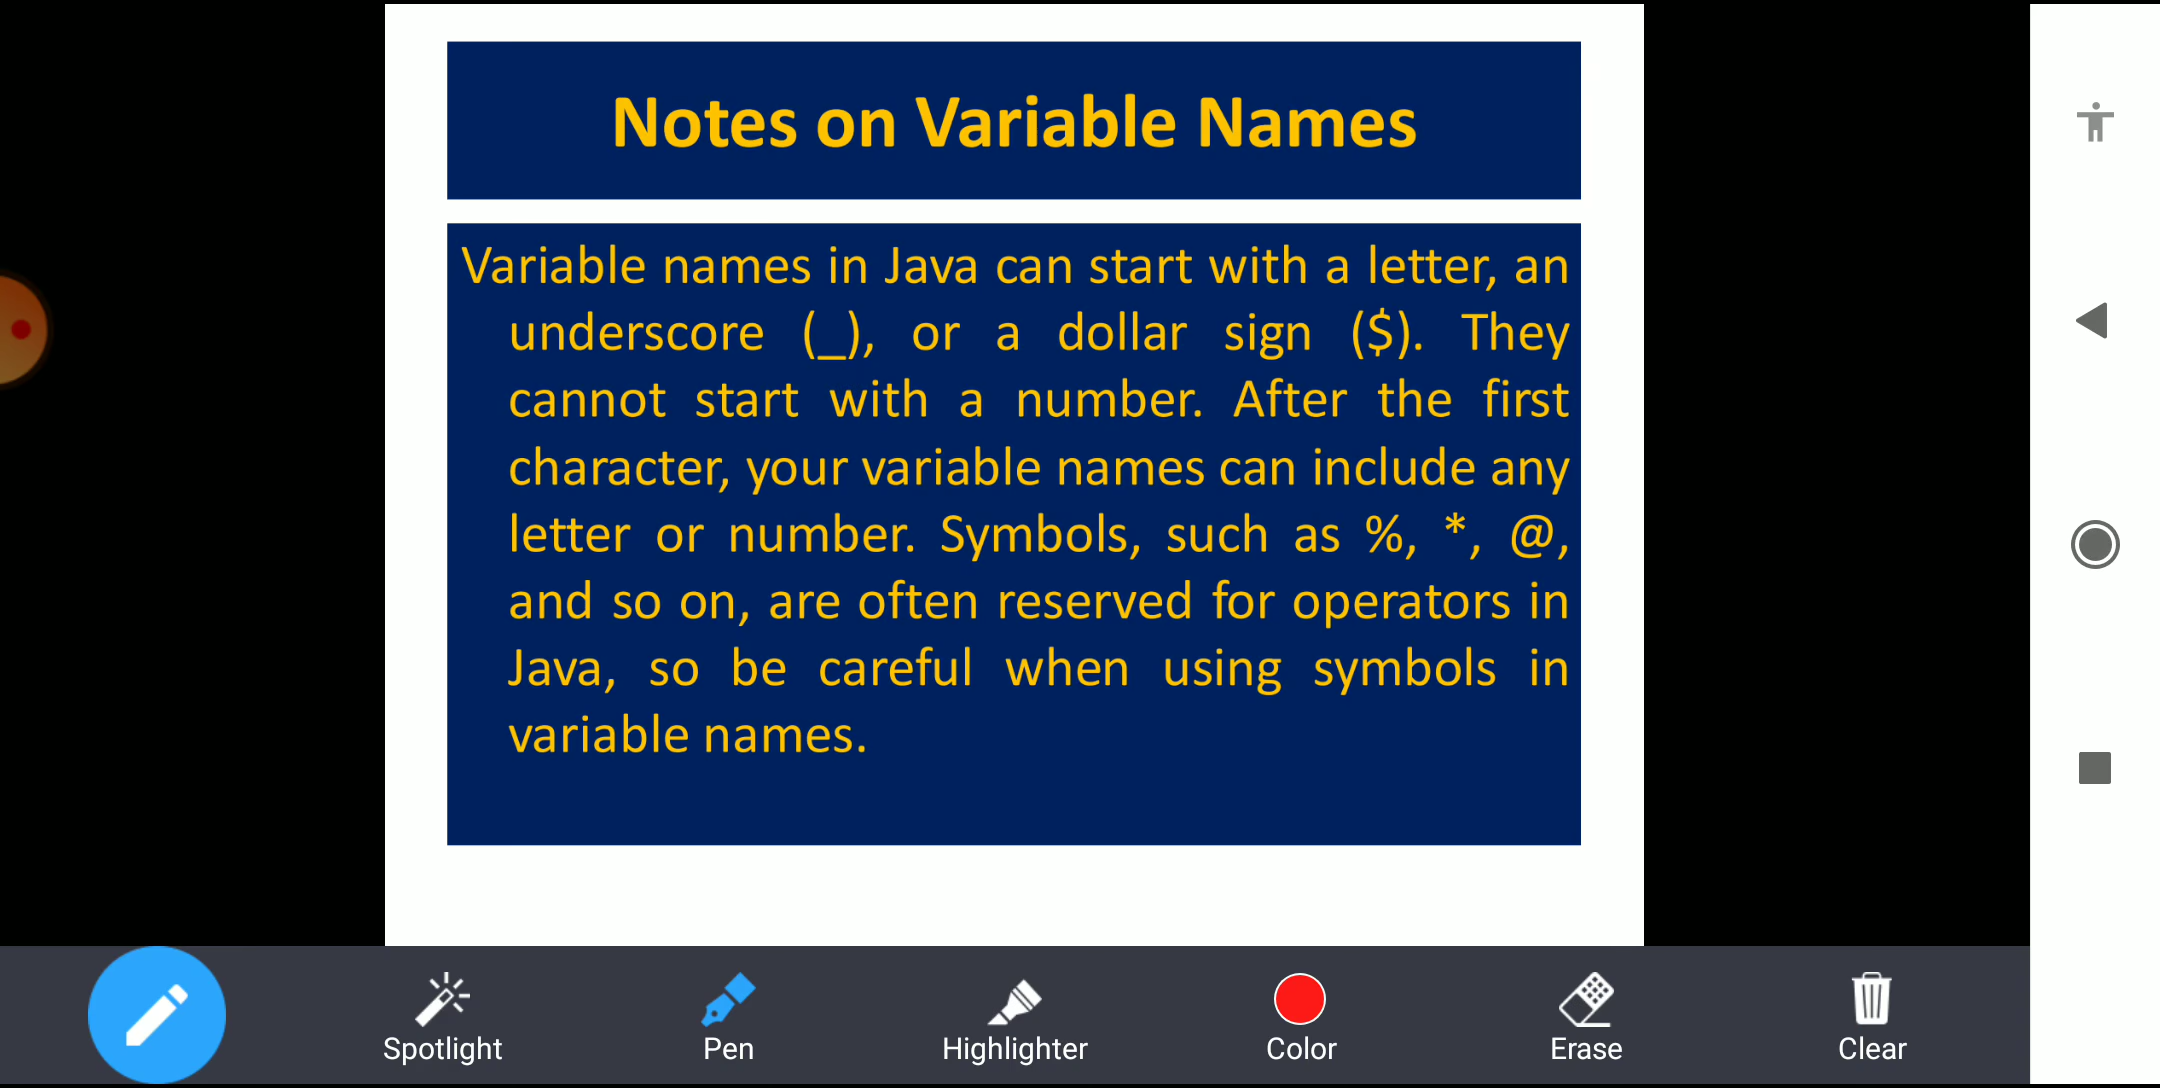 Notes on Variable Names
Variable names in Java can start with a letter, an
underscore (_), or a dollar sign ($). They
cannot start with a number. After the first
character, your variable names can include any
letter or number. Symbols, such as %, *, @,
and so on, are often reserved for operators in
Java, so be careful when using symbols in
variable names.
Spotlight Pen Highlighter Color Erase Clear